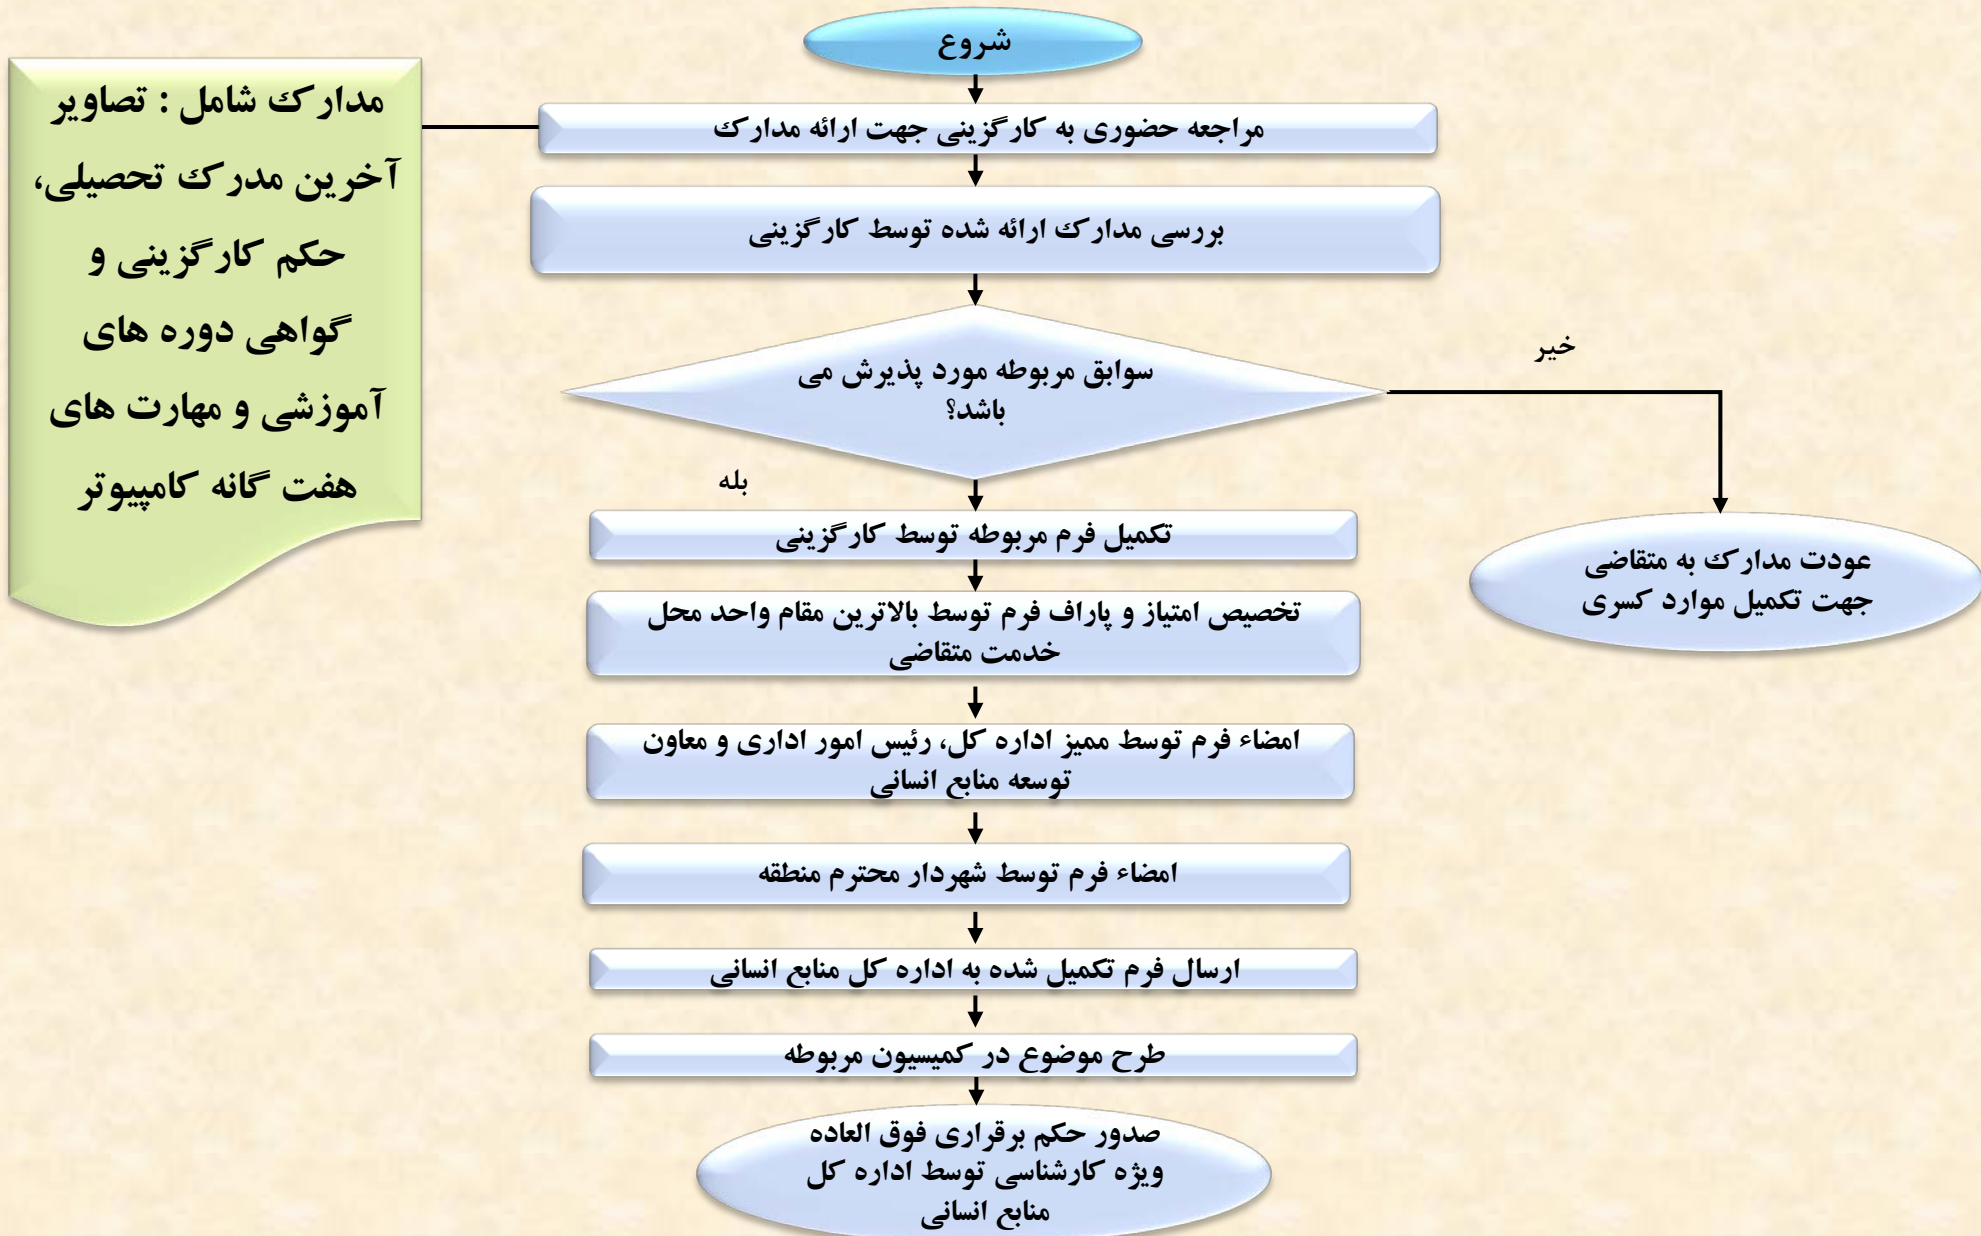 شروع
مراجعه حضوری به کارگزینی جهت ارائه مدارک
مدارک شامل : تصاویر
آخرین مدرک تحصیلی،
حکم کارگزینی و
گواهی دوره های
آموزشی و مهارت های
هفت گانه کامپیوتر
بررسی مدارک ارائه شده توسط کارگزینی
سوابق مربوطه مورد پذیرش می
باشد؟
خیر
عودت مدارک به متقاضی
جهت تکمیل موارد کسری
بله
تکمیل فرم مربوطه توسط کارگزینی
تخصیص امتیاز و پاراف فرم توسط بالاترین مقام واحد محل
خدمت متقاضی
امضاء فرم توسط ممیز اداره کل، رئیس امور اداری و معاون
توسعه منابع انسانی
امضاء فرم توسط شهردار محترم منطقه
ارسال فرم تکمیل شده به اداره کل منابع انسانی
طرح موضوع در کمیسیون مربوطه
صدور حکم برقراری فوق العاده
ویژه کارشناسی توسط اداره کل
منابع انسانی